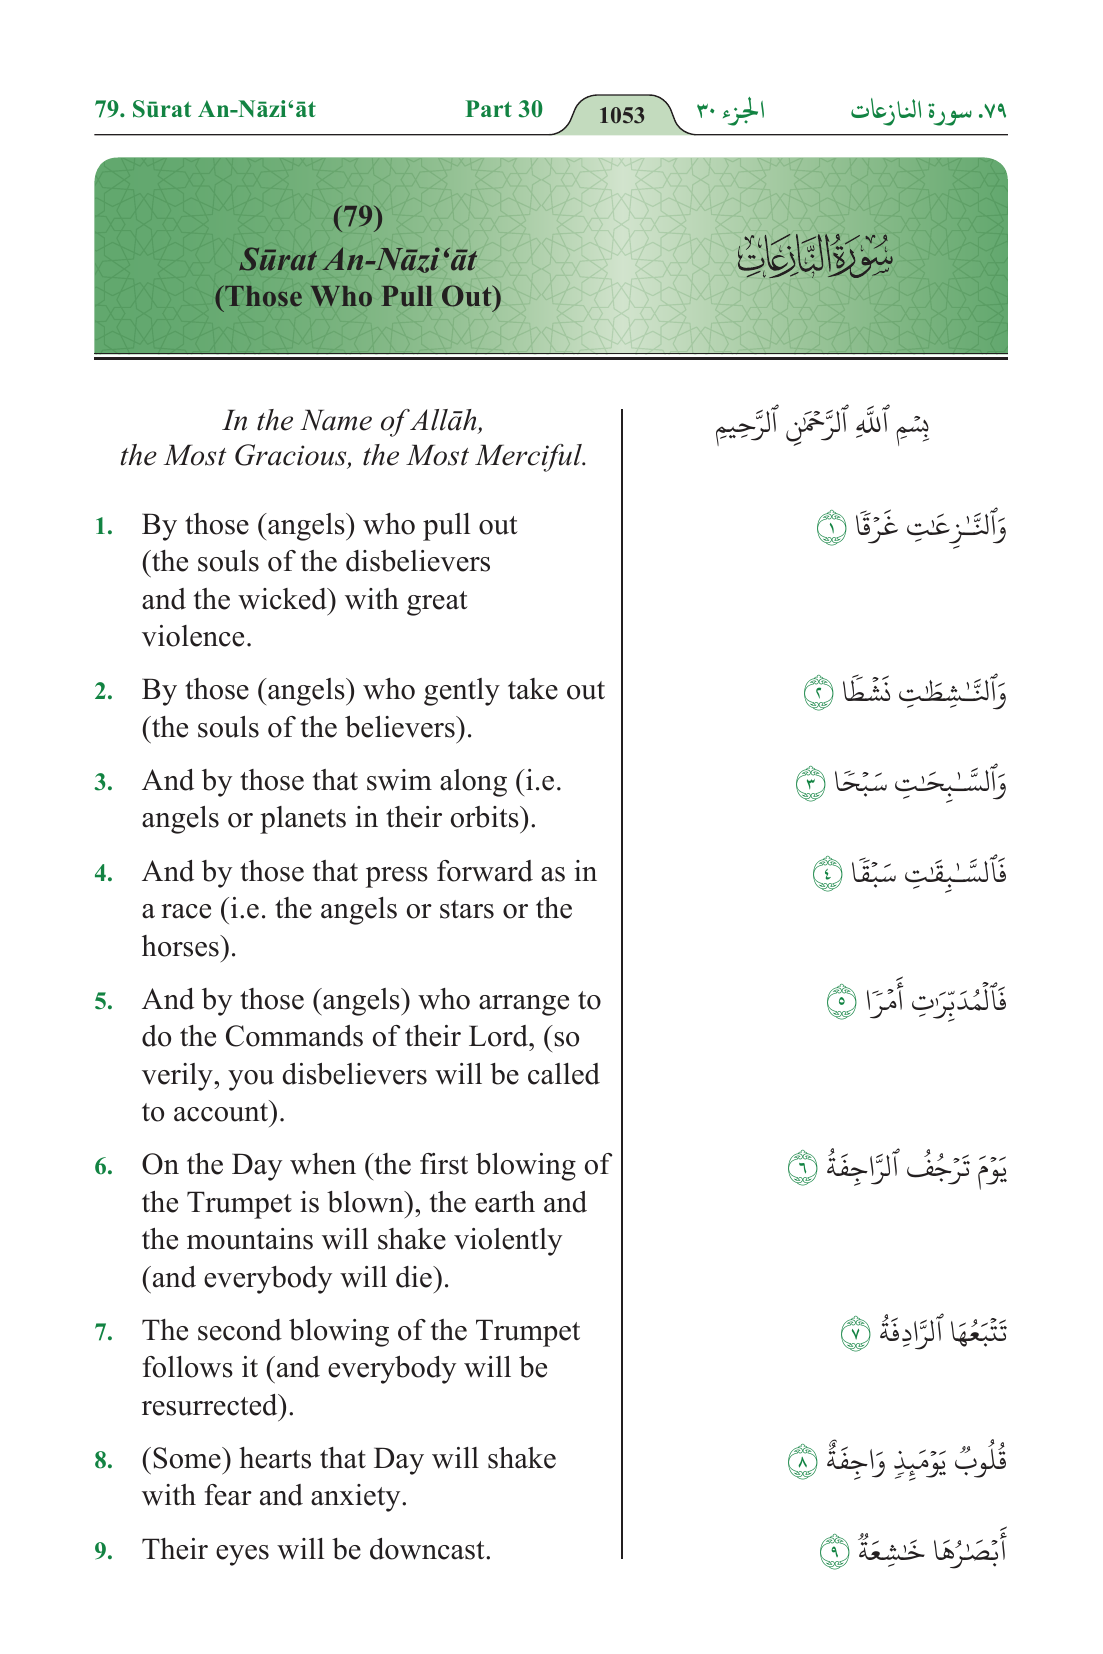 79. Sūrat An-Nāzi‘āt Part 30 1053 الجزء ٣٠ ٧٩. سورة النازعات
(79)
Sūrat An-Nāzi‘āt
(Those Who Pull Out)
سُورَةُ النَّازِعَاتِ
In the Name of Allāh,
the Most Gracious, the Most Merciful.
بِسْمِ ٱللَّهِ ٱلرَّحْمَٰنِ ٱلرَّحِيمِ
1. By those (angels) who pull out
(the souls of the disbelievers
and the wicked) with great
violence.
وَٱلنَّٰزِعَٰتِ غَرْقًا ١
2. By those (angels) who gently take out
(the souls of the believers).
وَٱلنَّٰشِطَٰتِ نَشْطًا ٢
3. And by those that swim along (i.e.
angels or planets in their orbits).
وَٱلسَّٰبِحَٰتِ سَبْحًا ٣
4. And by those that press forward as in
a race (i.e. the angels or stars or the
horses).
فَٱلسَّٰبِقَٰتِ سَبْقًا ٤
5. And by those (angels) who arrange to
do the Commands of their Lord, (so
verily, you disbelievers will be called
to account).
فَٱلْمُدَبِّرَٰتِ أَمْرًا ٥
6. On the Day when (the first blowing of
the Trumpet is blown), the earth and
the mountains will shake violently
(and everybody will die).
يَوْمَ تَرْجُفُ ٱلرَّاجِفَةُ ٦
7. The second blowing of the Trumpet
follows it (and everybody will be
resurrected).
تَتْبَعُهَا ٱلرَّادِفَةُ ٧
8. (Some) hearts that Day will shake
with fear and anxiety.
قُلُوبٌ يَوْمَئِذٍ وَاجِفَةٌ ٨
9. Their eyes will be downcast.
أَبْصَٰرُهَا خَٰشِعَةٌ ٩